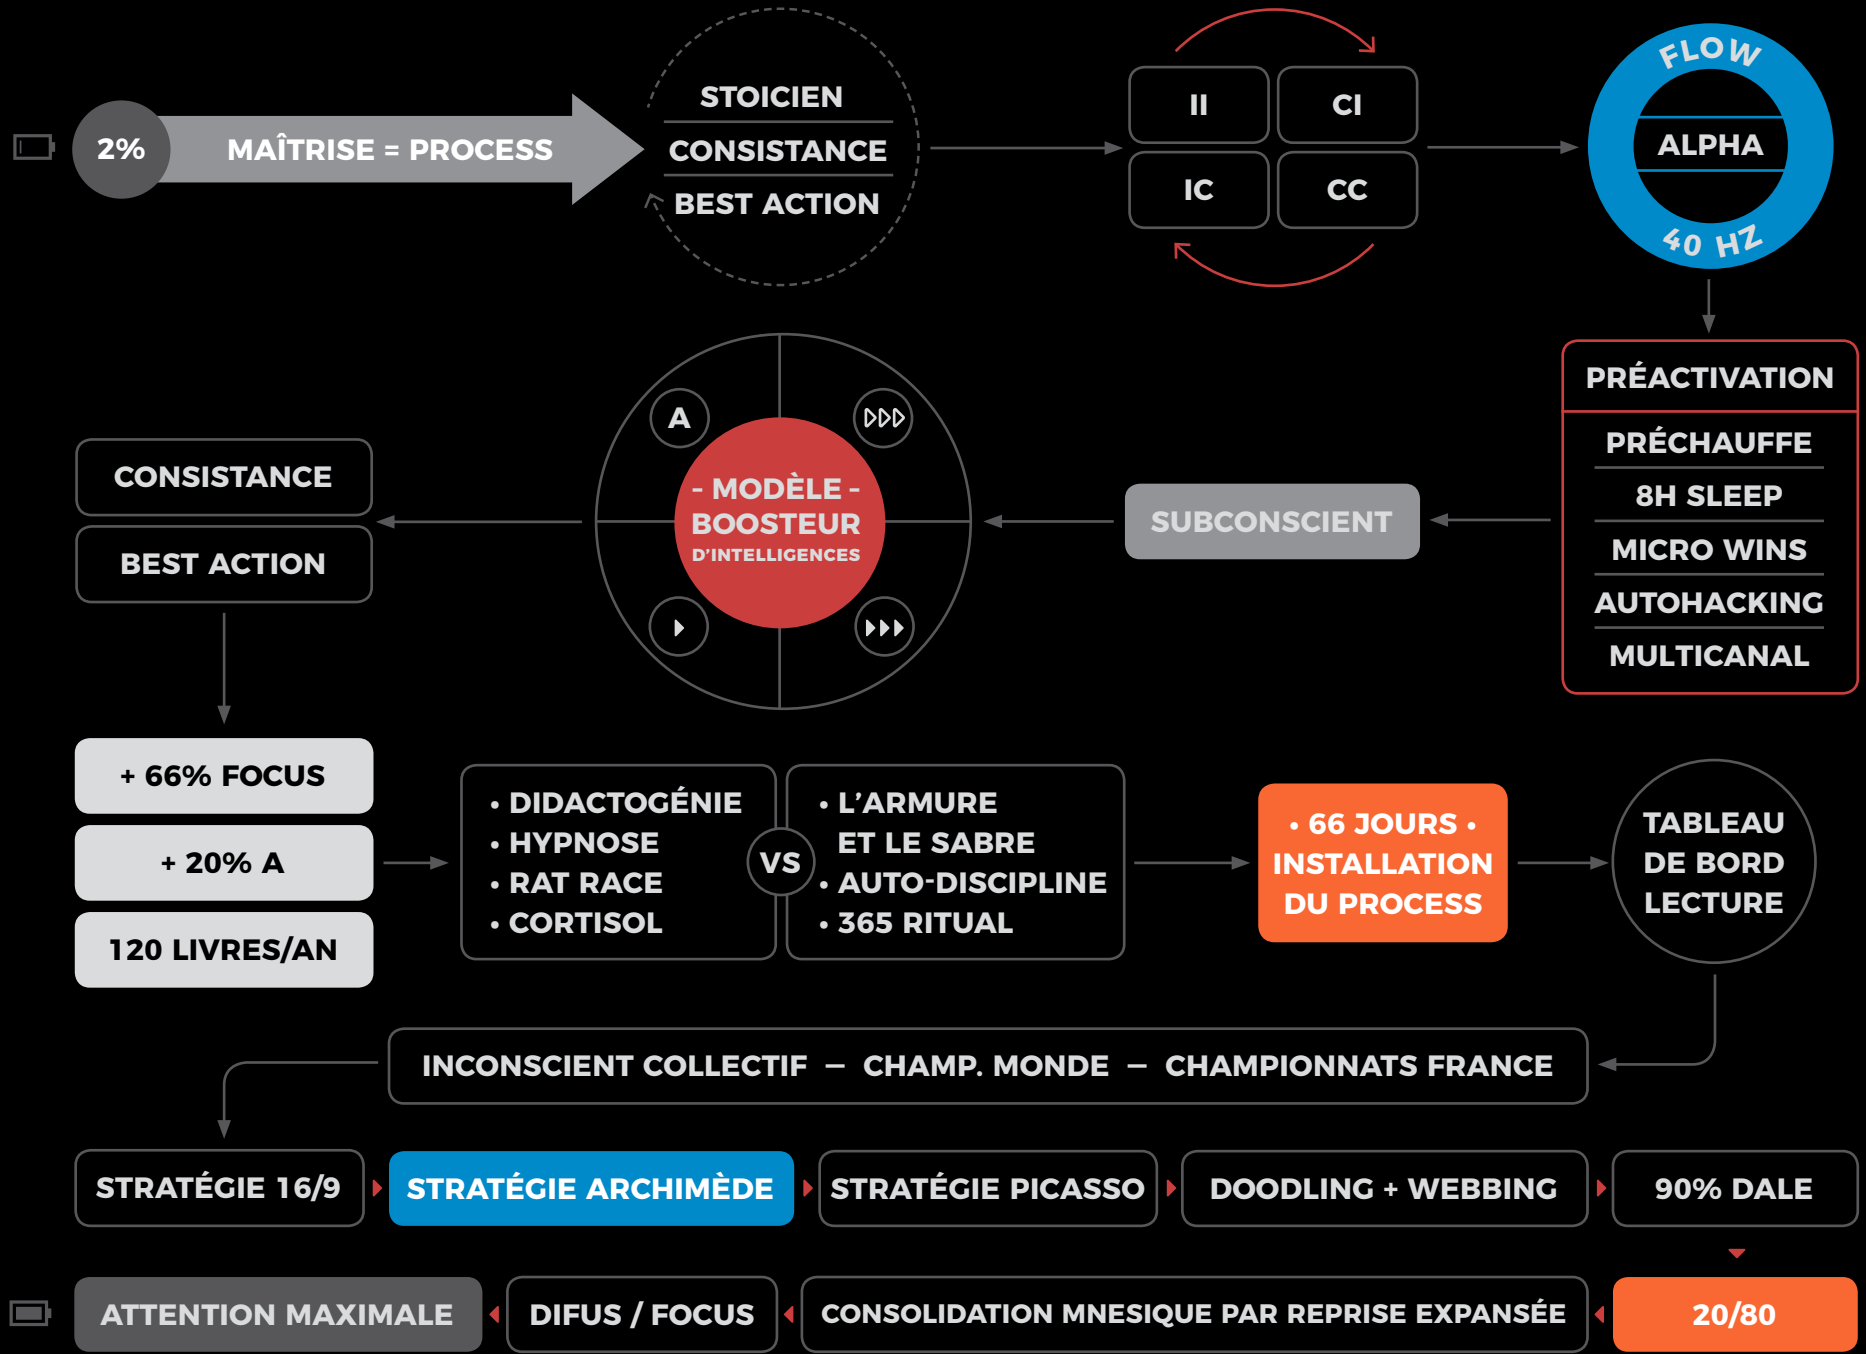 2%
MAÎTRISE = PROCESS
STOICIEN
CONSISTANCE
BEST ACTION
II
CI
IC
CC
FLOW
ALPHA
40 HZ
PRÉACTIVATION
PRÉCHAUFFE
8H SLEEP
MICRO WINS
AUTOHACKING
MULTICANAL
SUBCONSCIENT
A
- MODÈLE -
BOOSTEUR
D'INTELLIGENCES
CONSISTANCE
BEST ACTION
+ 66% FOCUS
+ 20% A
120 LIVRES/AN
• DIDACTOGÉNIE
• HYPNOSE
• RAT RACE
• CORTISOL
VS
• L'ARMURE
ET LE SABRE
• AUTO-DISCIPLINE
• 365 RITUAL
• 66 JOURS •
INSTALLATION
DU PROCESS
TABLEAU
DE BORD
LECTURE
INCONSCIENT COLLECTIF – CHAMP. MONDE – CHAMPIONNATS FRANCE
STRATÉGIE 16/9
STRATÉGIE ARCHIMÈDE
STRATÉGIE PICASSO
DOODLING + WEBBING
90% DALE
20/80
CONSOLIDATION MNESIQUE PAR REPRISE EXPANSÉE
DIFUS / FOCUS
ATTENTION MAXIMALE